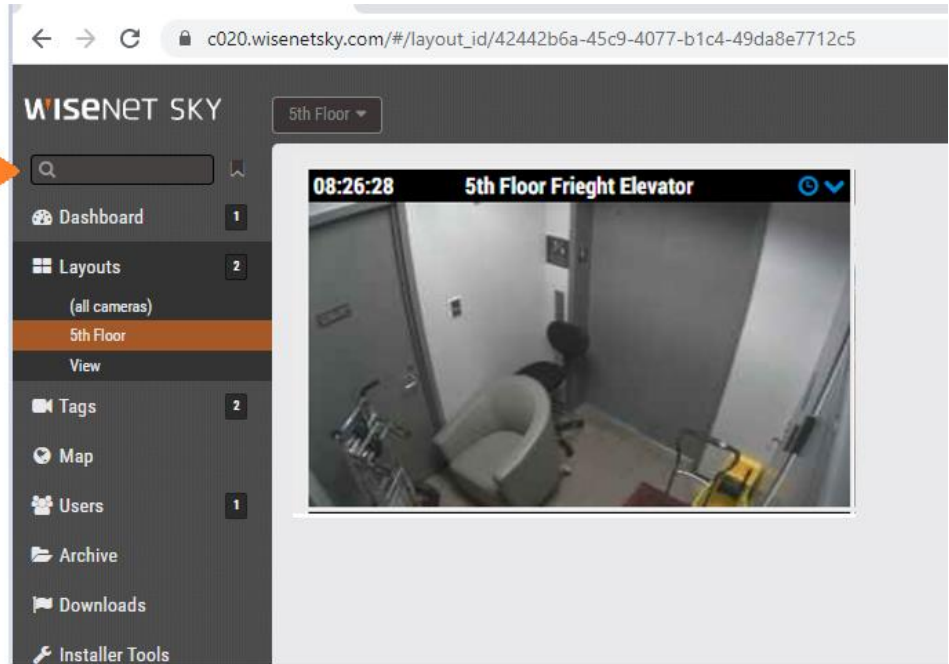 c020.wisenetsky.com/#/layout_id/42442b6a-45c9-4077-b1c4-49da8e7712c5
WISENET SKY
5th Floor
08:26:28 5th Floor Frieght Elevator
Dashboard 1
Layouts 2
(all cameras)
5th Floor
View
Tags 2
Map
Users 1
Archive
Downloads
Installer Tools